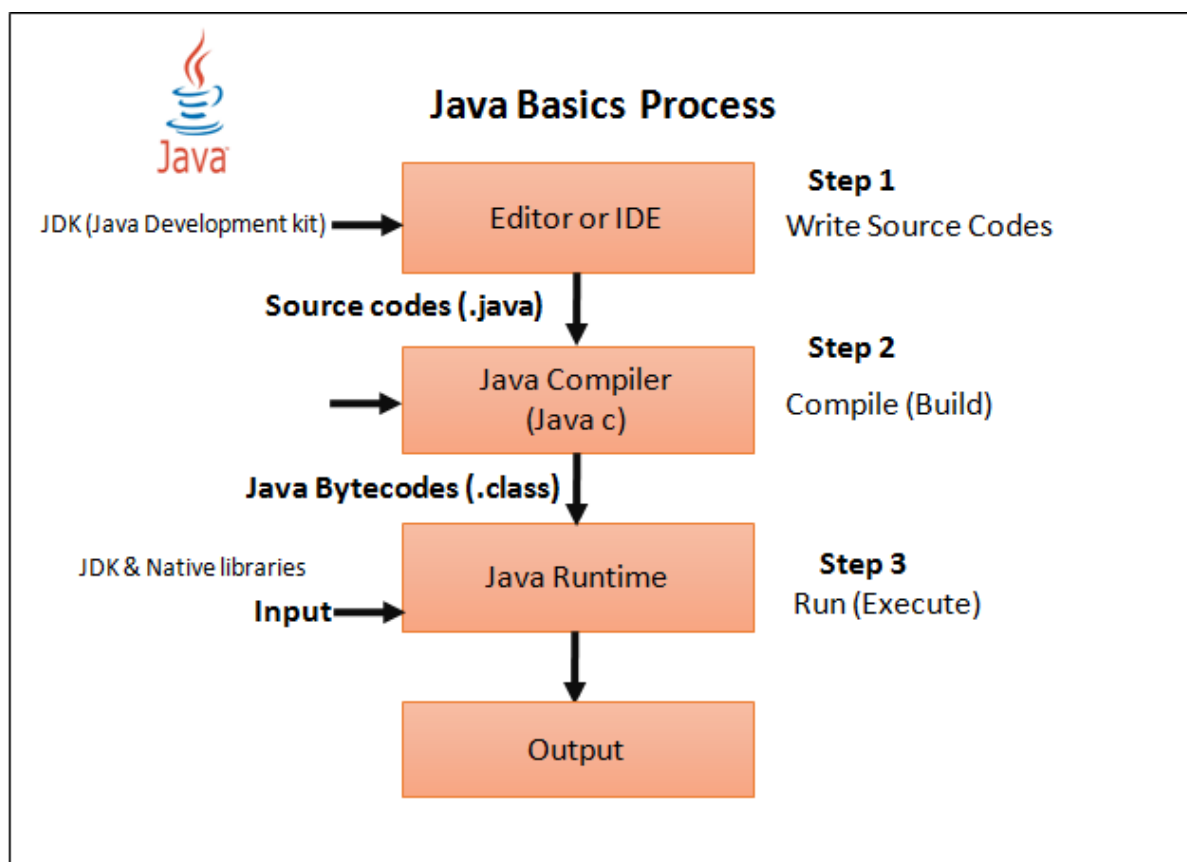 Java Basics Process
Java
Step 1
JDK (Java Development kit)
Editor or IDE
Write Source Codes
Source codes (.java)
Step 2
Java Compiler
(Java c)
Compile (Build)
Java Bytecodes (.class)
JDK & Native libraries
Java Runtime
Step 3
Input
Run (Execute)
Output